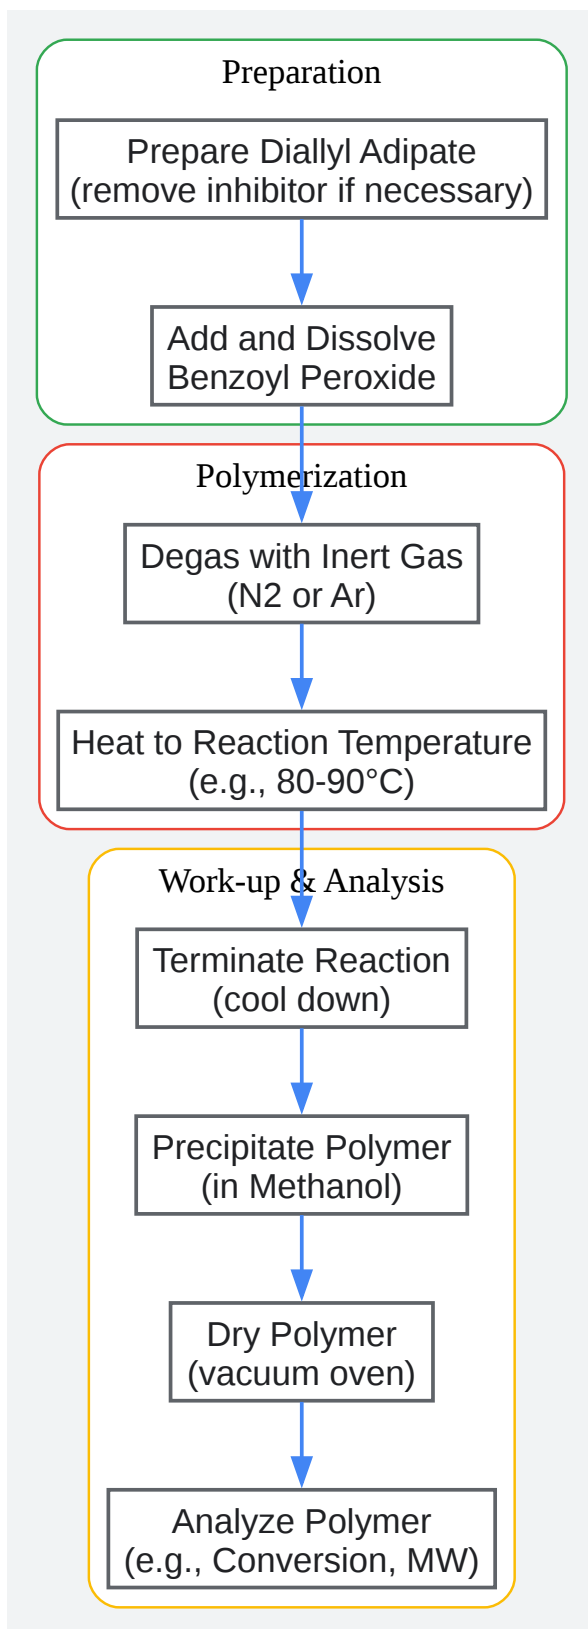 Preparation
Prepare Diallyl Adipate
(remove inhibitor if necessary)
Add and Dissolve
Benzoyl Peroxide
Polymerization
Degas with Inert Gas
(N2 or Ar)
Heat to Reaction Temperature
(e.g., 80-90°C)
Work-up & Analysis
Terminate Reaction
(cool down)
Precipitate Polymer
(in Methanol)
Dry Polymer
(vacuum oven)
Analyze Polymer
(e.g., Conversion, MW)